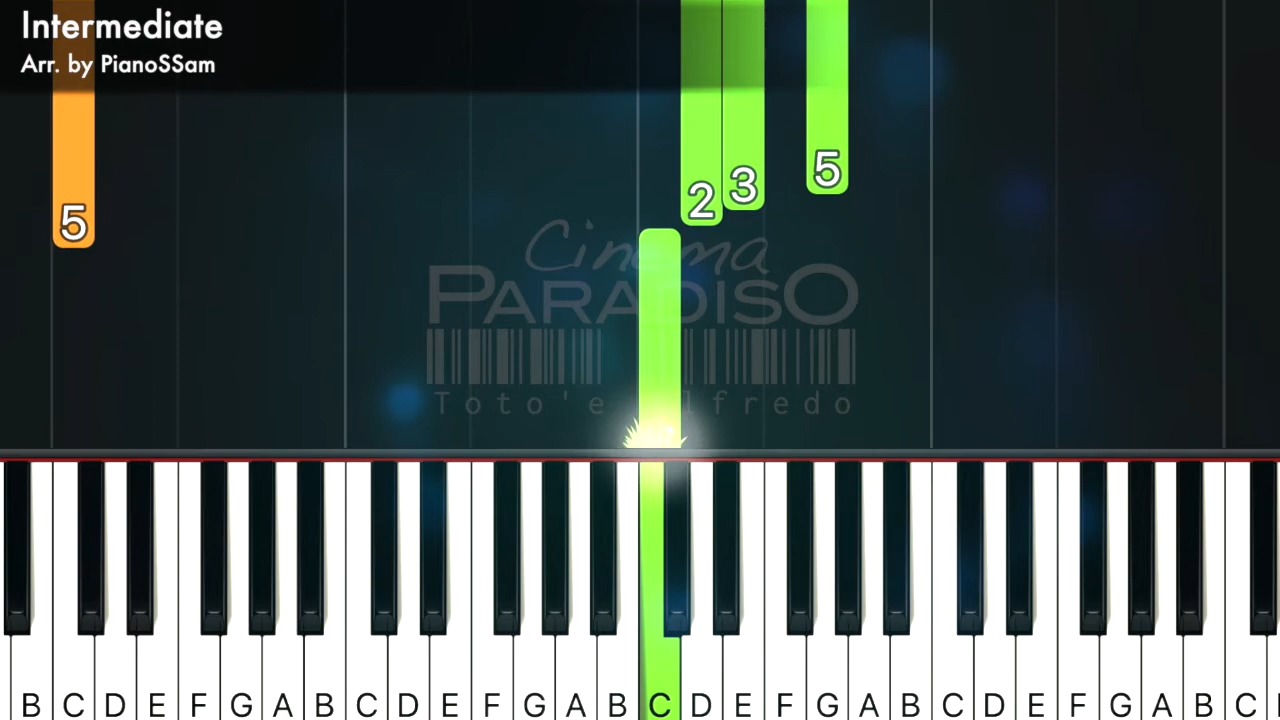 Intermediate
Arr. by PianoSSam
5
3
2
5
Cinema
PARADISO
Toto'e lfredo
B C D E F G A B C D E F G A B C D E F G A B C D E F G A B C